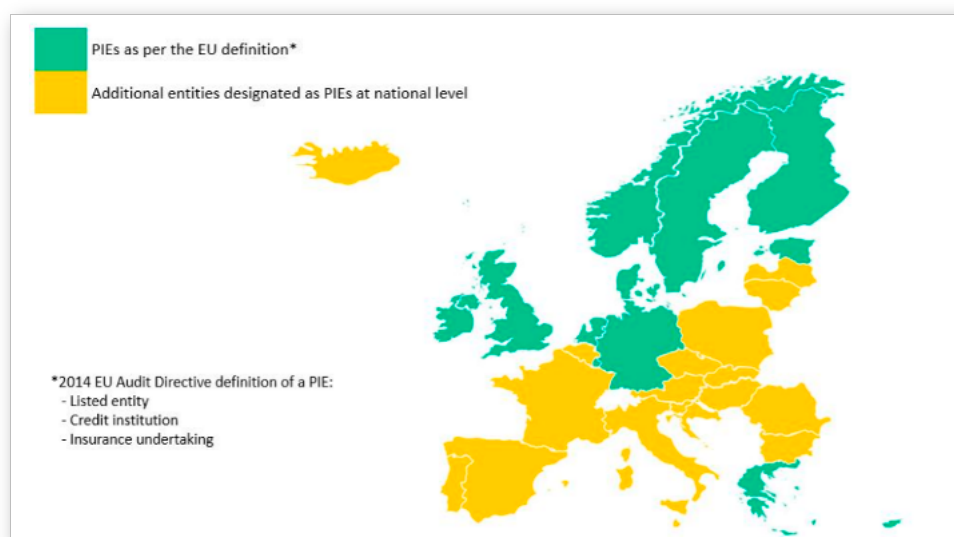 PIEs as per the EU definition*
Additional entities designated as PIEs at national level
*2014 EU Audit Directive definition of a PIE:
- Listed entity
- Credit institution
- Insurance undertaking